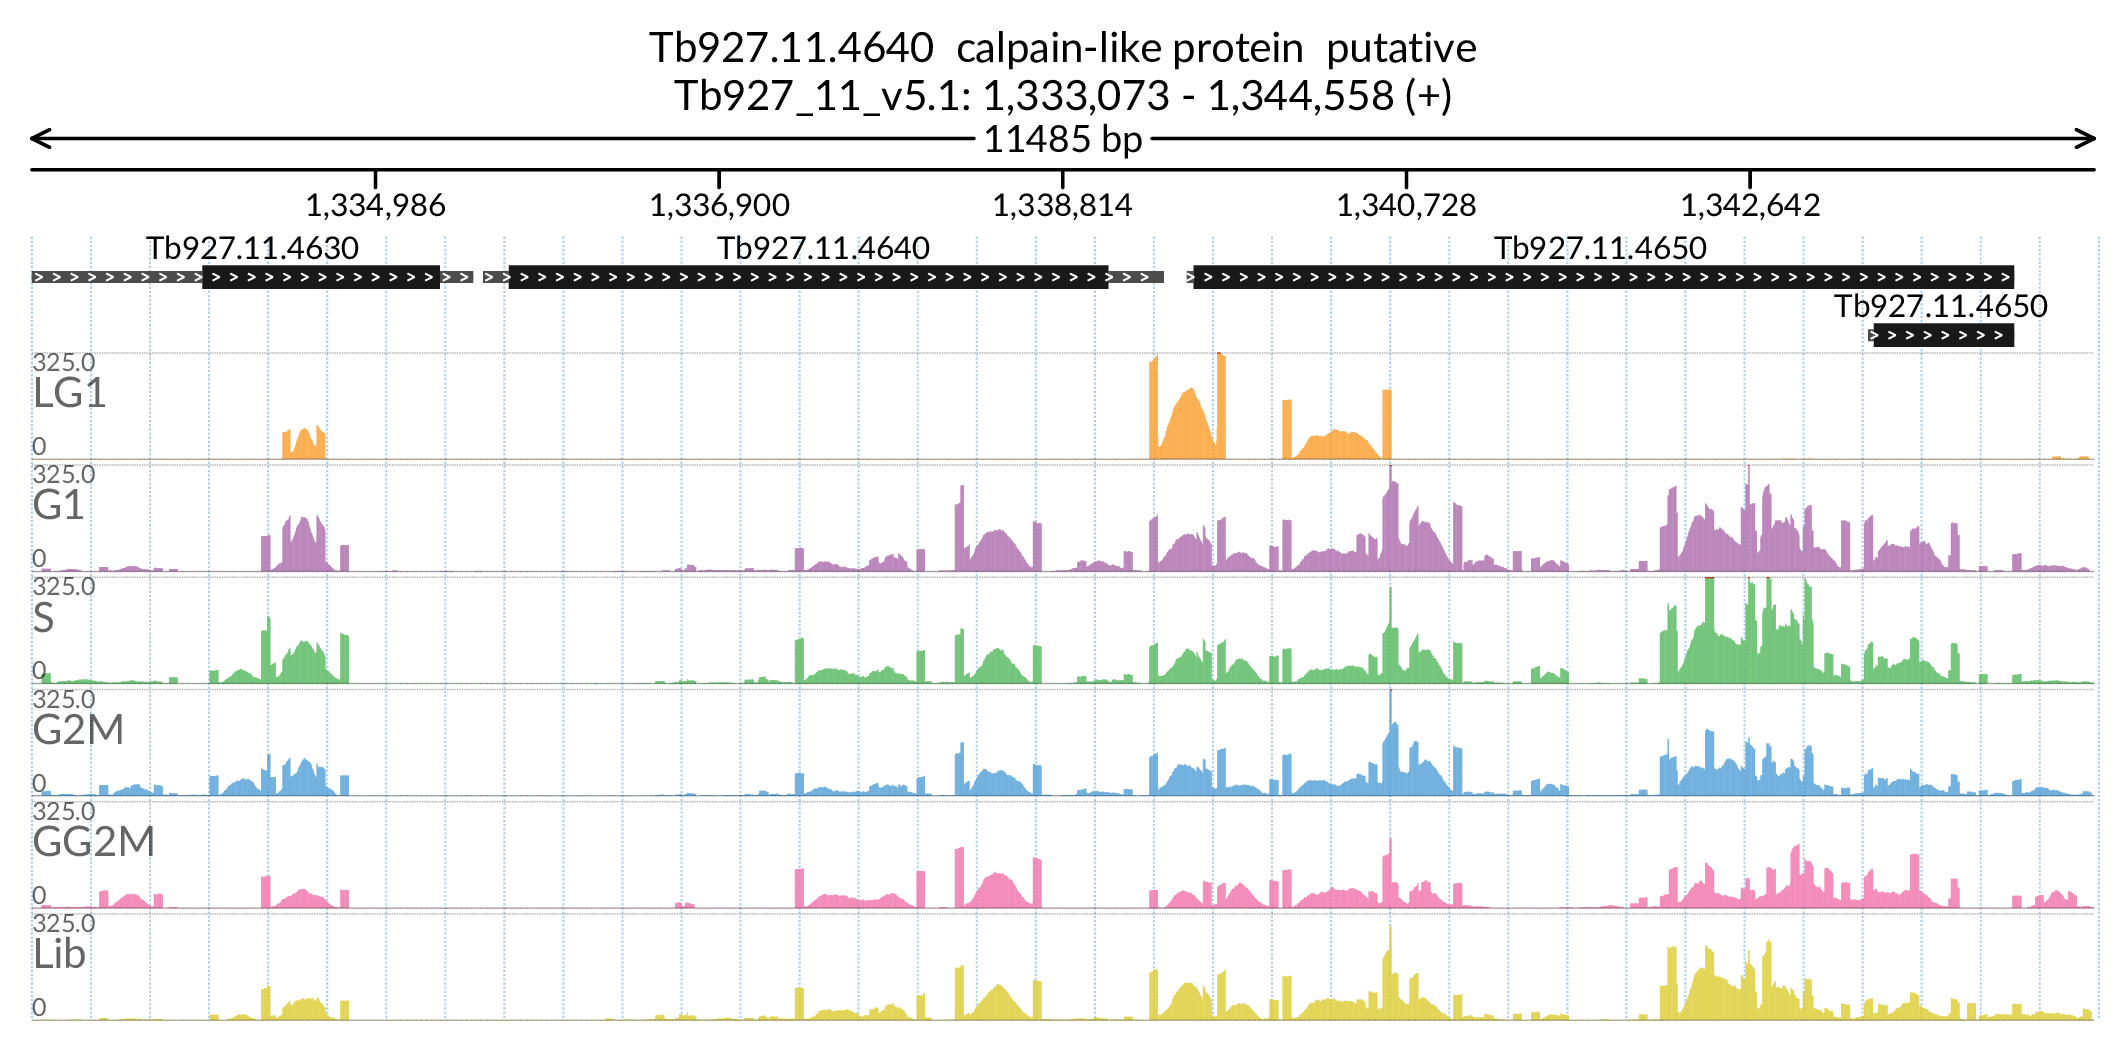 Tb927.11.4640 calpain-like protein putative
Tb927_11_v5.1: 1,333,073 - 1,344,558 (+)
11485 bp
1,334,986 1,336,900 1,338,814 1,340,728 1,342,642
Tb927.11.4630 Tb927.11.4640 Tb927.11.4650
Tb927.11.4650
325.0
LG1
0
325.0
G1
0
325.0
S
0
325.0
G2M
0
325.0
GG2M
0
325.0
Lib
0